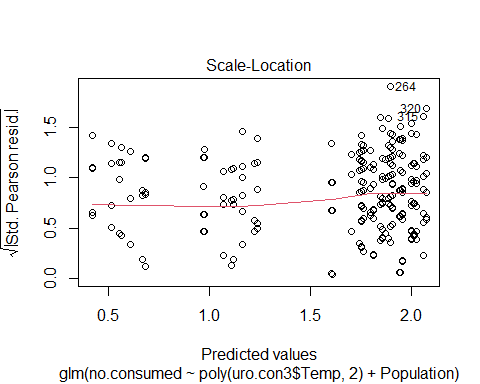 Scale-Location
√|Std. Pearson resid.|
1.5
1.0
0.5
0.0
264
320
315
0.5
1.0
1.5
2.0
Predicted values
glm(no.consumed ~ poly(uro.con3$Temp, 2) + Population)